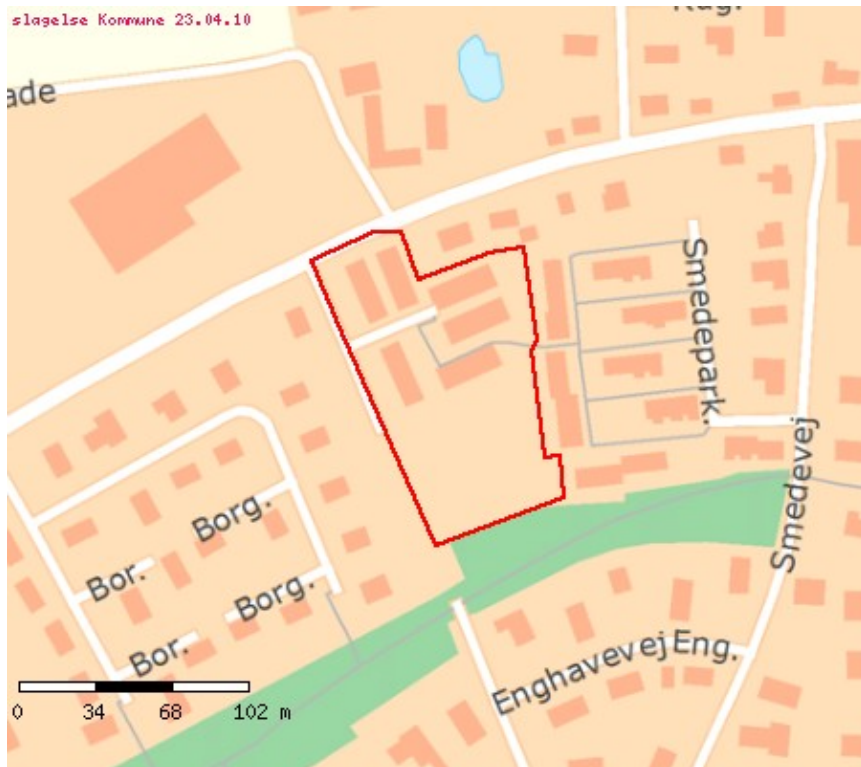 slagelse Kommune 23.04.10
ade
Smedepark.
Smedevej
Borg.
Bor.
Borg.
Bor.
Enghavevej Eng.
0 34 68 102 m